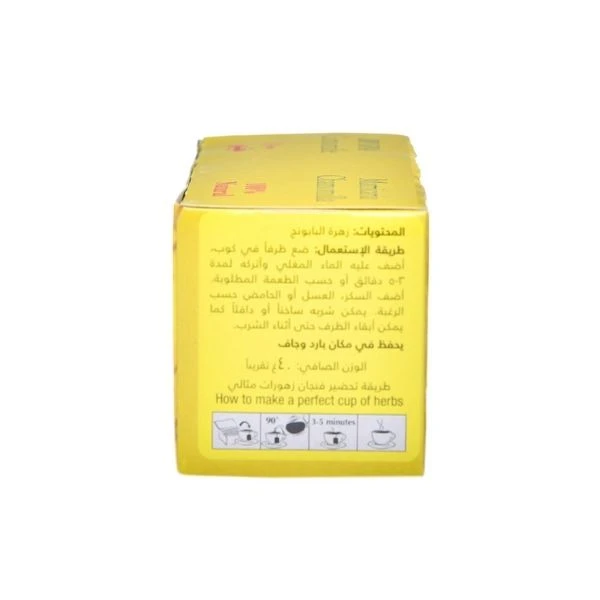 100%
Natural
المحتويات: زهرة البابونج
طريقة الإستعمال: ضع ظرفاً في كوب،
أضف عليه الماء المغلي وأتركه لمدة
٣-٥ دقائق أو حسب الطعمة المطلوبة.
أضف السكر، العسل أو الحامض حسب
الرغبة. يمكن شربه ساخناً أو دافئاً كما
يمكن أبقاء الظرف حتى أثناء الشرب.
يحفظ في مكان بارد وجاف
الوزن الصافي: ٤٠غ تقريباً
طريقة تحضير فنجان زهورات مثالي
How to make a perfect cup of herbs
90° 3-5 minutes